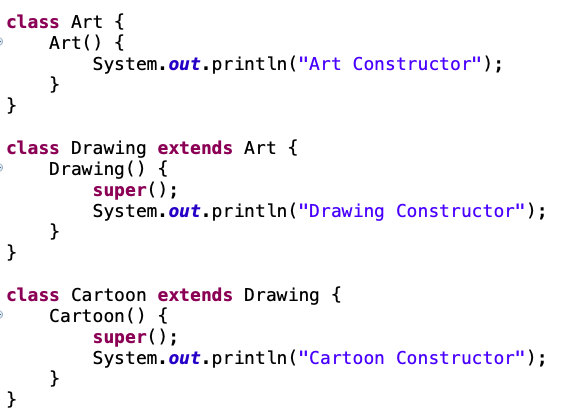 class Art {
    Art() {
        System.out.println("Art Constructor");
    }
}

class Drawing extends Art {
    Drawing() {
        super();
        System.out.println("Drawing Constructor");
    }
}

class Cartoon extends Drawing {
    Cartoon() {
        super();
        System.out.println("Cartoon Constructor");
    }
}